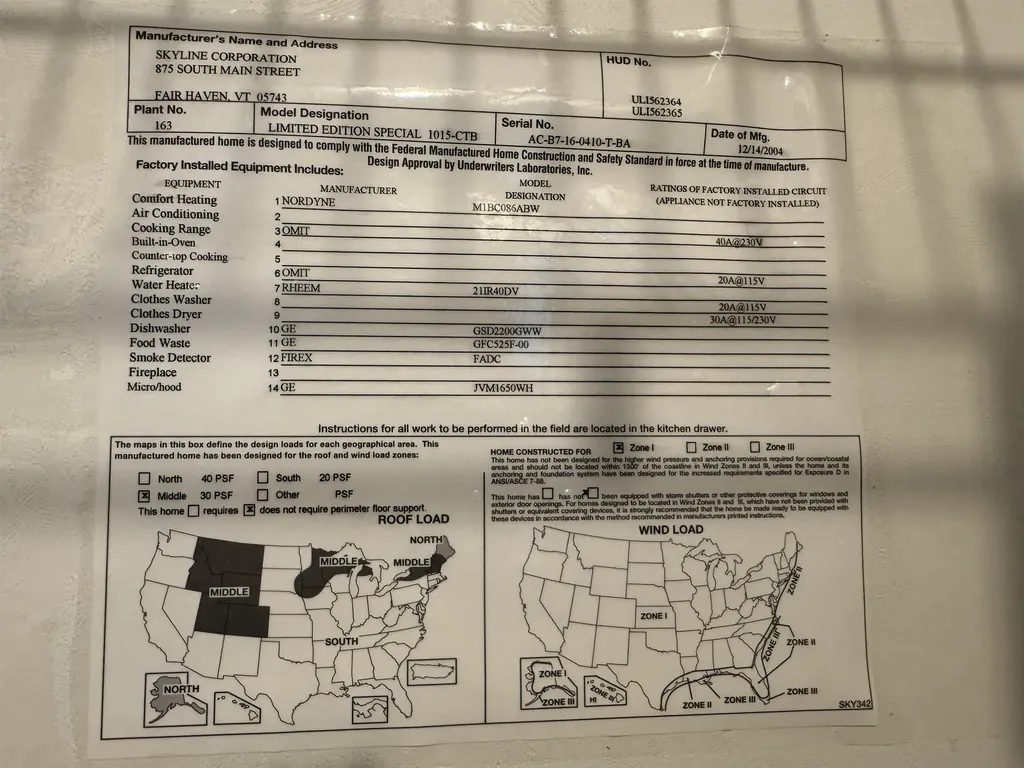 Manufacturer's Name and Address
SKYLINE CORPORATION
875 SOUTH MAIN STREET
FAIR HAVEN, VT 05743
HUD No.
ULI562364
ULI562365
Plant No.
163
Model Designation
LIMITED EDITION SPECIAL 1015-CTB
Serial No.
AC-B7-16-0410-T-BA
Date of Mfg.
12/14/2004
This manufactured home is designed to comply with the Federal Manufactured Home Construction and Safety Standard in force at the time of manufacture.
Design Approval by Underwriters Laboratories, Inc.
Factory Installed Equipment Includes:
EQUIPMENT MANUFACTURER MODEL DESIGNATION RATINGS OF FACTORY INSTALLED CIRCUIT
(APPLIANCE NOT FACTORY INSTALLED)
Comfort Heating 1 NORDYNE M1BC086ABW
Air Conditioning 2
Cooking Range 3 OMIT 40A@230V
Built-in-Oven 4
Counter-top Cooking 5
Refrigerator 6 OMIT 20A@115V
Water Heater 7 RHEEM 21IR40DV
Clothes Washer 8 20A@115V
Clothes Dryer 9 30A@115/230V
Dishwasher 10 GE GSD2200GWW
Food Waste 11 GE GFC525F-00
Smoke Detector 12 FIREX FADC
Fireplace 13
Micro/hood 14 GE JVM1650WH
Instructions for all work to be performed in the field are located in the kitchen drawer.
The maps in this box define the design loads for each geographical area. This
manufactured home has been designed for the roof and wind load zones:
North 40 PSF South 20 PSF
Middle 30 PSF Other PSF
This home requires does not require perimeter floor support.
ROOF LOAD
NORTH
MIDDLE
MIDDLE
MIDDLE
SOUTH
NORTH
HOME CONSTRUCTED FOR Zone I Zone II Zone III
This home has not been designed for the higher wind pressure and anchoring provisions required for ocean/coastal
areas and should not be located within 1500' of the coastline in Wind Zones II and III, unless the home and its
anchoring and foundation system have been designed for the increased requirements specified for Exposure D in
ANSI/ASCE 7-88.
This home has has not been equipped with storm shutters or other protective coverings for windows and
exterior door openings. For homes designed to be located in Wind Zones II and III, which have not been provided with
shutters or equivalent covering devices, it is strongly recommended that the home be made ready to be equipped with
these devices in accordance with the method recommended in manufacturers printed instructions.
WIND LOAD
ZONE II
ZONE I
ZONE III
ZONE II
ZONE I
ZONE III
ZONE III
HI
ZONE II
ZONE III
ZONE III
SKY342